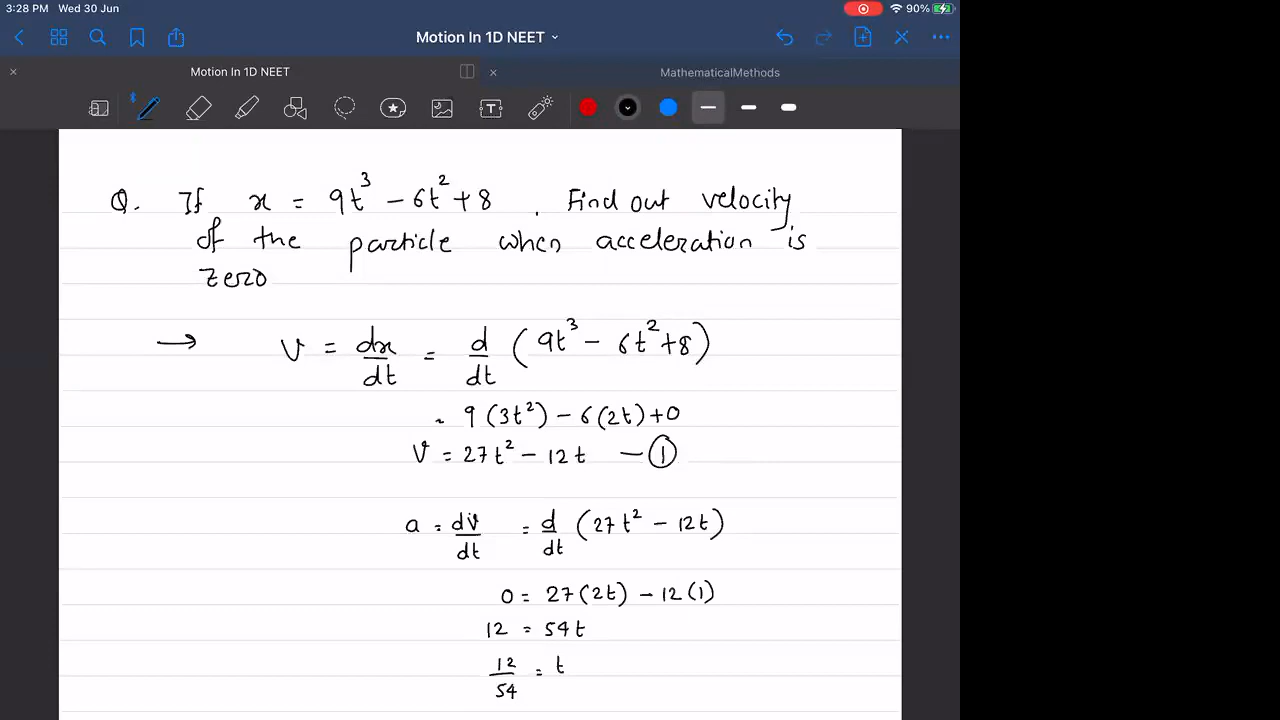 3:28 PM Wed 30 Jun 90%
Motion In 1D NEET
Motion In 1D NEET MathematicalMethods
Q. If x = 9t³ - 6t² + 8 . Find out velocity
of the particle when acceleration is
zero
→ V = dx/dt = d/dt (9t³ - 6t² + 8)
= 9(3t²) - 6(2t) + 0
V = 27t² - 12t — ①
a = dv/dt = d/dt (27t² - 12t)
0 = 27(2t) - 12(1)
12 = 54t
12/54 = t